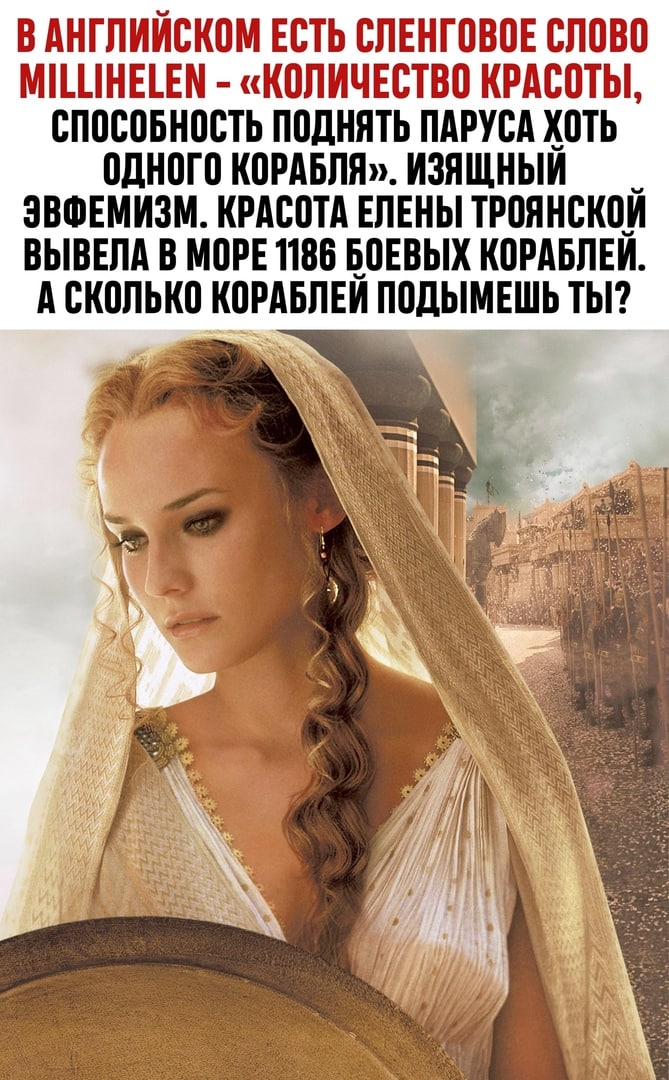 В АНГЛИЙСКОМ ЕСТЬ СЛЕНГОВОЕ СЛОВО
MILLIHELEN - «КОЛИЧЕСТВО КРАСОТЫ,
СПОСОБНОСТЬ ПОДНЯТЬ ПАРУСА ХОТЬ
ОДНОГО КОРАБЛЯ». ИЗЯЩНЫЙ
ЭВФЕМИЗМ. КРАСОТА ЕЛЕНЫ ТРОЯНСКОЙ
ВЫВЕЛА В МОРЕ 1186 БОЕВЫХ КОРАБЛЕЙ.
А СКОЛЬКО КОРАБЛЕЙ ПОДЫМЕШЬ ТЫ?